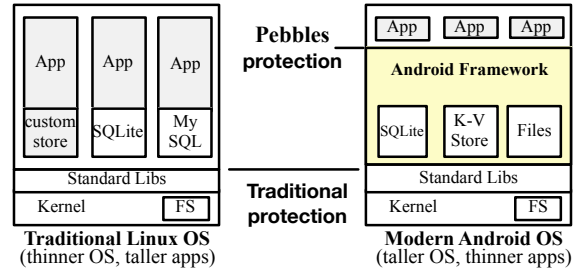 App
App
App
custom
store
SQLite
My
SQL
Standard Libs
Kernel
FS
Traditional Linux OS
(thinner OS, taller apps)
Pebbles
protection
Traditional
protection
App
App
App
Android Framework
SQLite
K-V
Store
Files
Standard Libs
Kernel
FS
Modern Android OS
(taller OS, thinner apps)